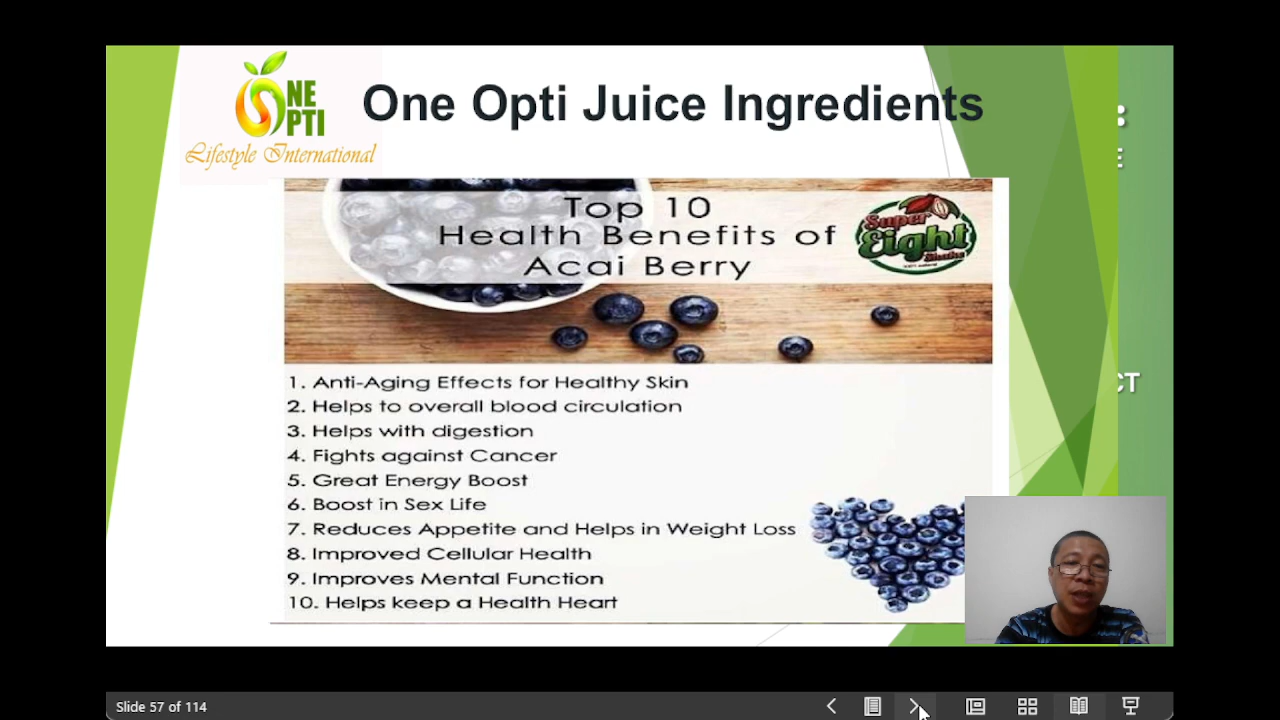 NE
PTI
Lifestyle International
One Opti Juice Ingredients
Top 10
Health Benefits of
Acai Berry
Super
Eight
Shake
1. Anti-Aging Effects for Healthy Skin
2. Helps to overall blood circulation
3. Helps with digestion
4. Fights against Cancer
5. Great Energy Boost
6. Boost in Sex Life
7. Reduces Appetite and Helps in Weight Loss
8. Improved Cellular Health
9. Improves Mental Function
10. Helps keep a Health Heart
:
E
CT
Slide 57 of 114